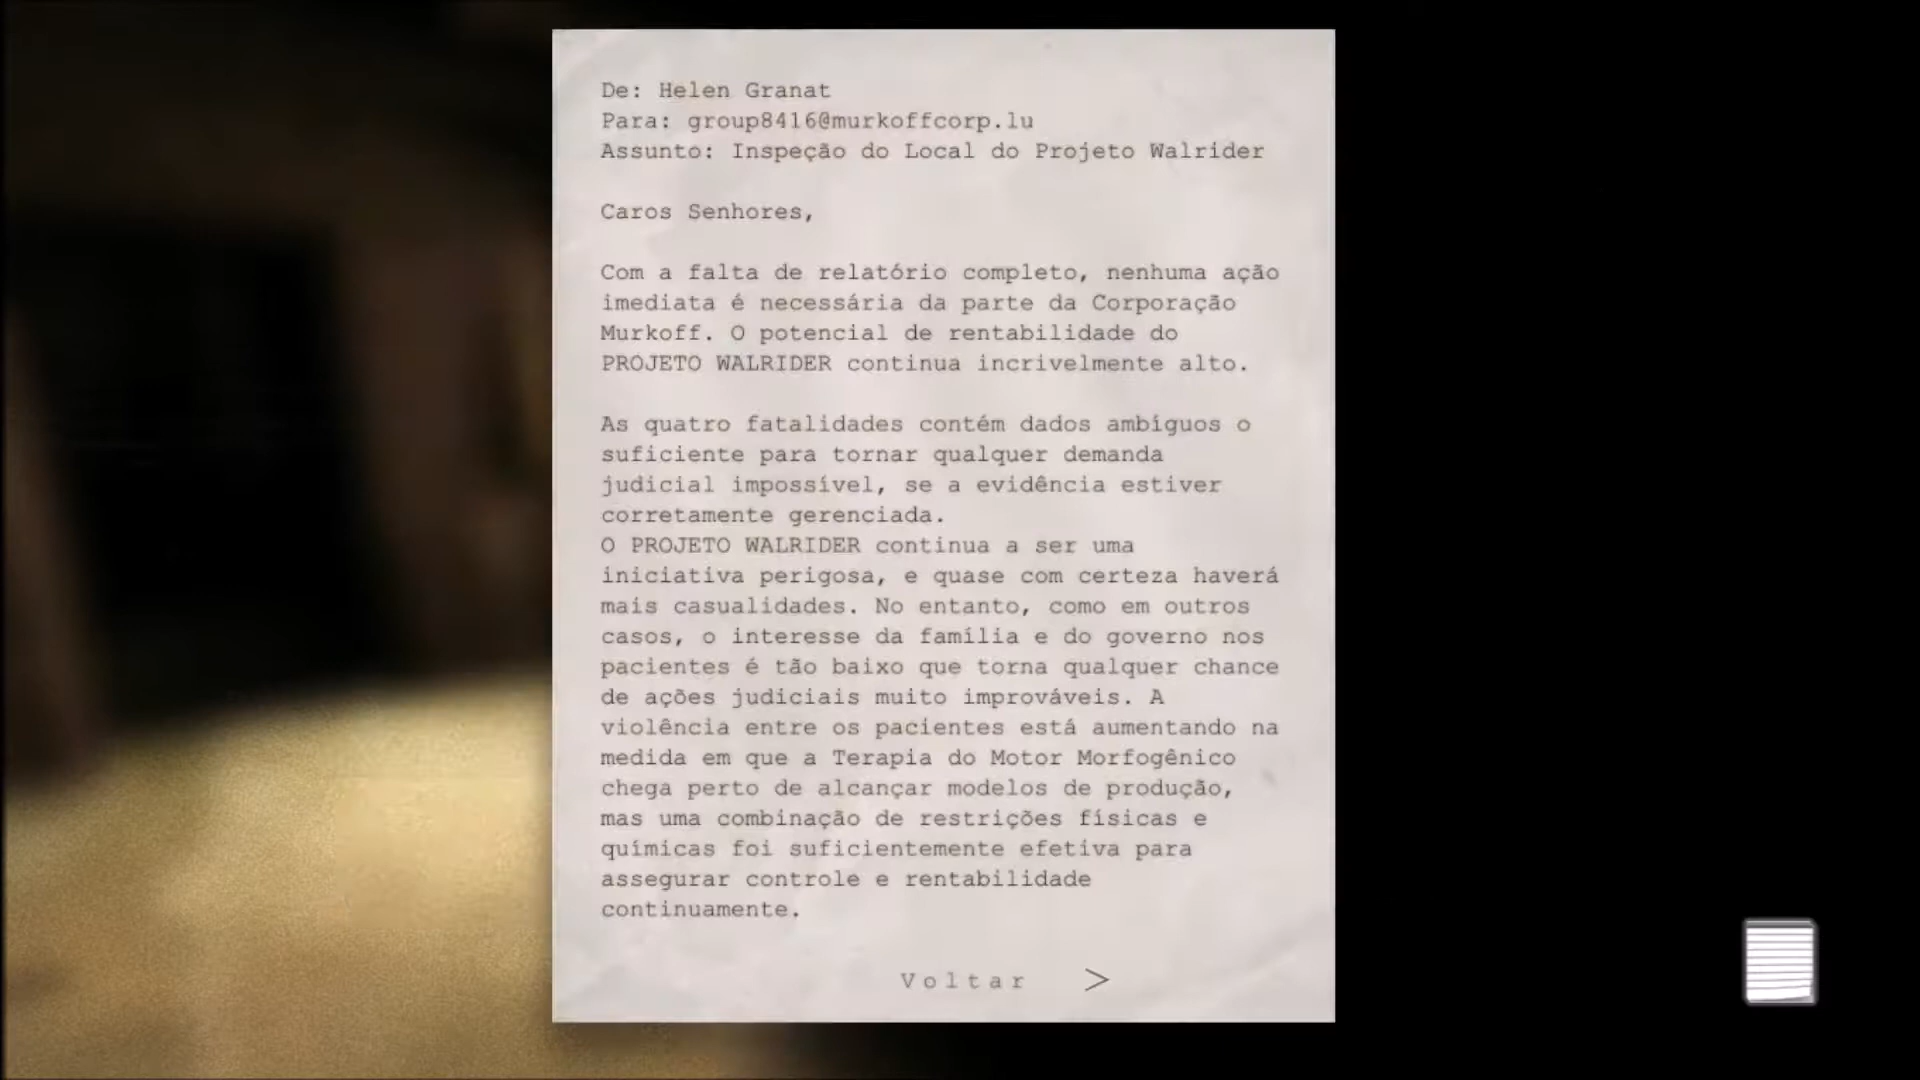 De: Helen Granat
Para: group8416@murkoffcorp.lu
Assunto: Inspeção do Local do Projeto Walrider
Caros Senhores,
Com a falta de relatório completo, nenhuma ação
imediata é necessária da parte da Corporação
Murkoff. O potencial de rentabilidade do
PROJETO WALRIDER continua incrivelmente alto.
As quatro fatalidades contém dados ambíguos o
suficiente para tornar qualquer demanda
judicial impossível, se a evidência estiver
corretamente gerenciada.
O PROJETO WALRIDER continua a ser uma
iniciativa perigosa, e quase com certeza haverá
mais casualidades. No entanto, como em outros
casos, o interesse da família e do governo nos
pacientes é tão baixo que torna qualquer chance
de ações judiciais muito improváveis. A
violência entre os pacientes está aumentando na
medida em que a Terapia do Motor Morfogênico
chega perto de alcançar modelos de produção,
mas uma combinação de restrições físicas e
químicas foi suficientemente efetiva para
assegurar controle e rentabilidade
continuamente.
Voltar >